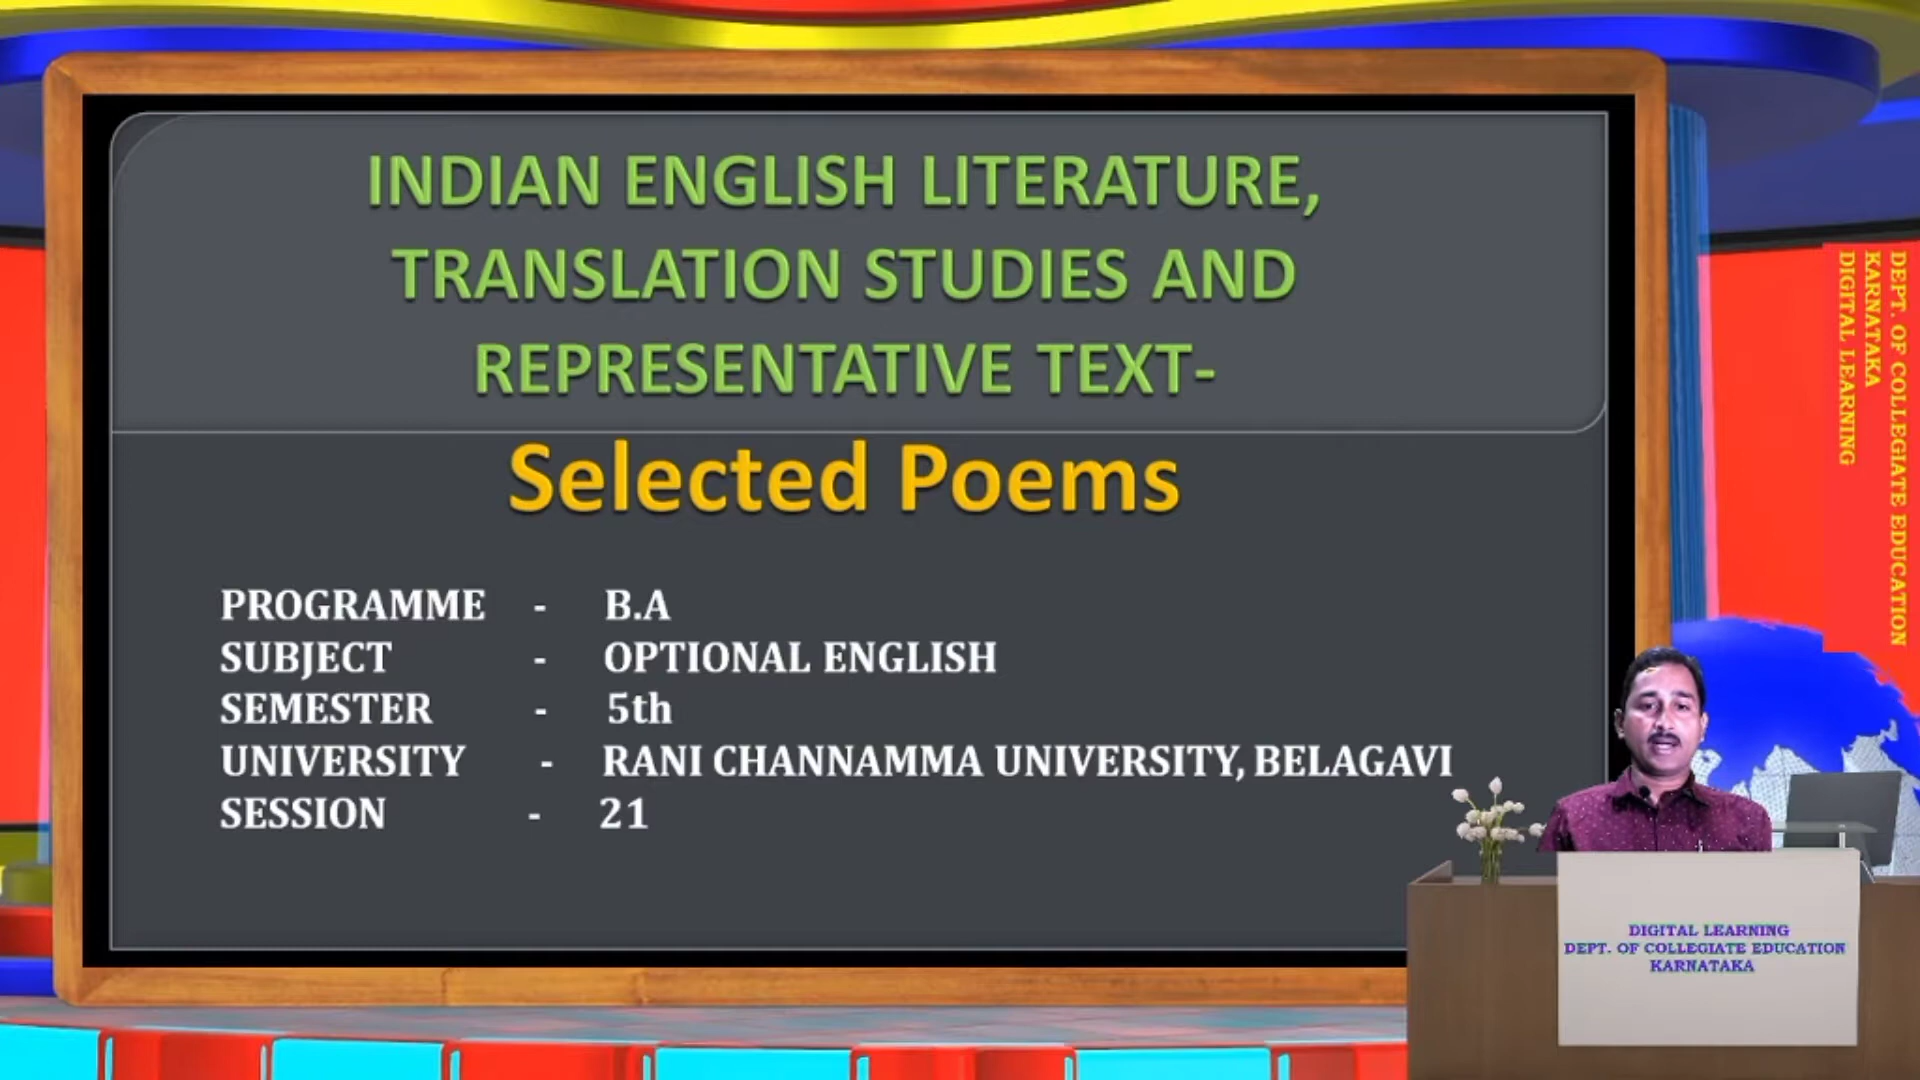 INDIAN ENGLISH LITERATURE,
TRANSLATION STUDIES AND
REPRESENTATIVE TEXT-
Selected Poems
PROGRAMME - B.A
SUBJECT - OPTIONAL ENGLISH
SEMESTER - 5th
UNIVERSITY - RANI CHANNAMMA UNIVERSITY, BELAGAVI
SESSION - 21
DEPT. OF COLLEGIATE EDUCATION
KARNATAKA
DIGITAL LEARNING
DIGITAL LEARNING
DEPT. OF COLLEGIATE EDUCATION
KARNATAKA